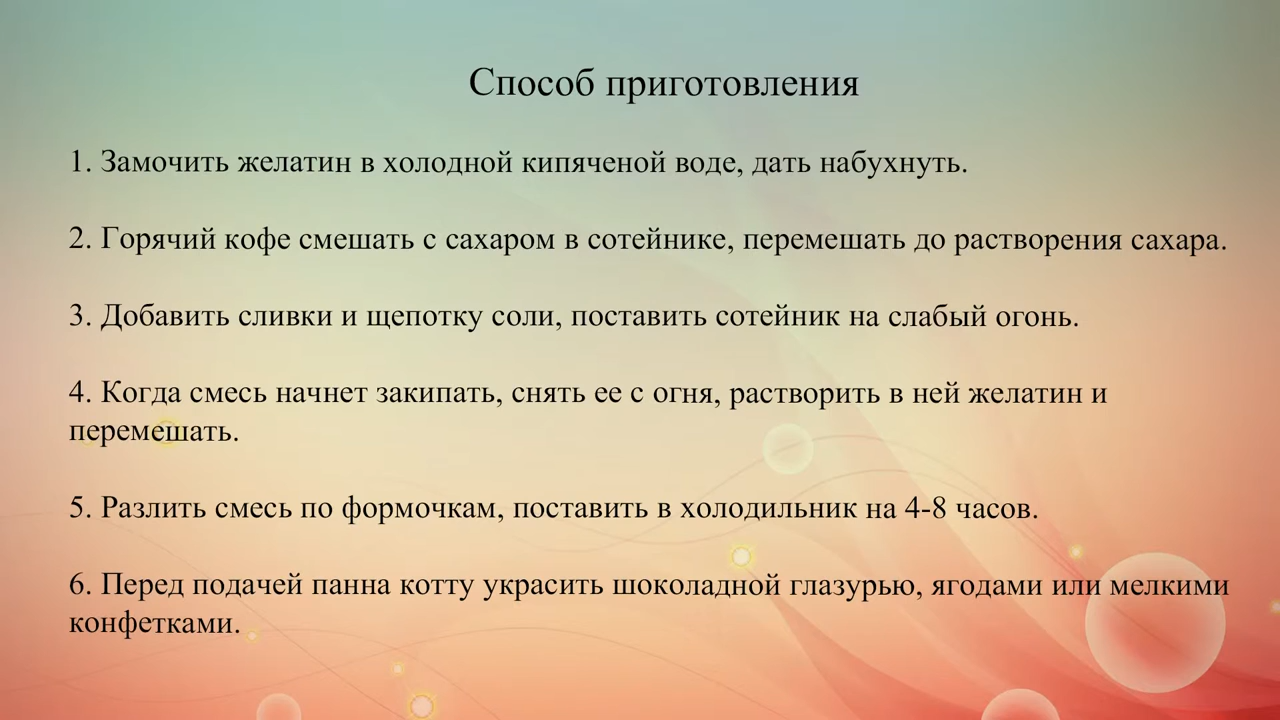 Способ приготовления
1. Замочить желатин в холодной кипяченой воде, дать набухнуть.
2. Горячий кофе смешать с сахаром в сотейнике, перемешать до растворения сахара.
3. Добавить сливки и щепотку соли, поставить сотейник на слабый огонь.
4. Когда смесь начнет закипать, снять ее с огня, растворить в ней желатин и
перемешать.
5. Разлить смесь по формочкам, поставить в холодильник на 4-8 часов.
6. Перед подачей панна котту украсить шоколадной глазурью, ягодами или мелкими
конфетками.